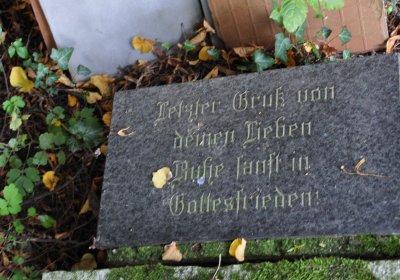 Letzter Gruß von
deinen Lieben
Ruhe sanft in
Gottesfrieden!